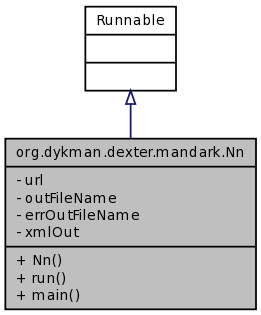 Runnable
org.dykman.dexter.mandark.Nn
- url
- outFileName
- errOutFileName
- xmlOut
+ Nn()
+ run()
+ main()